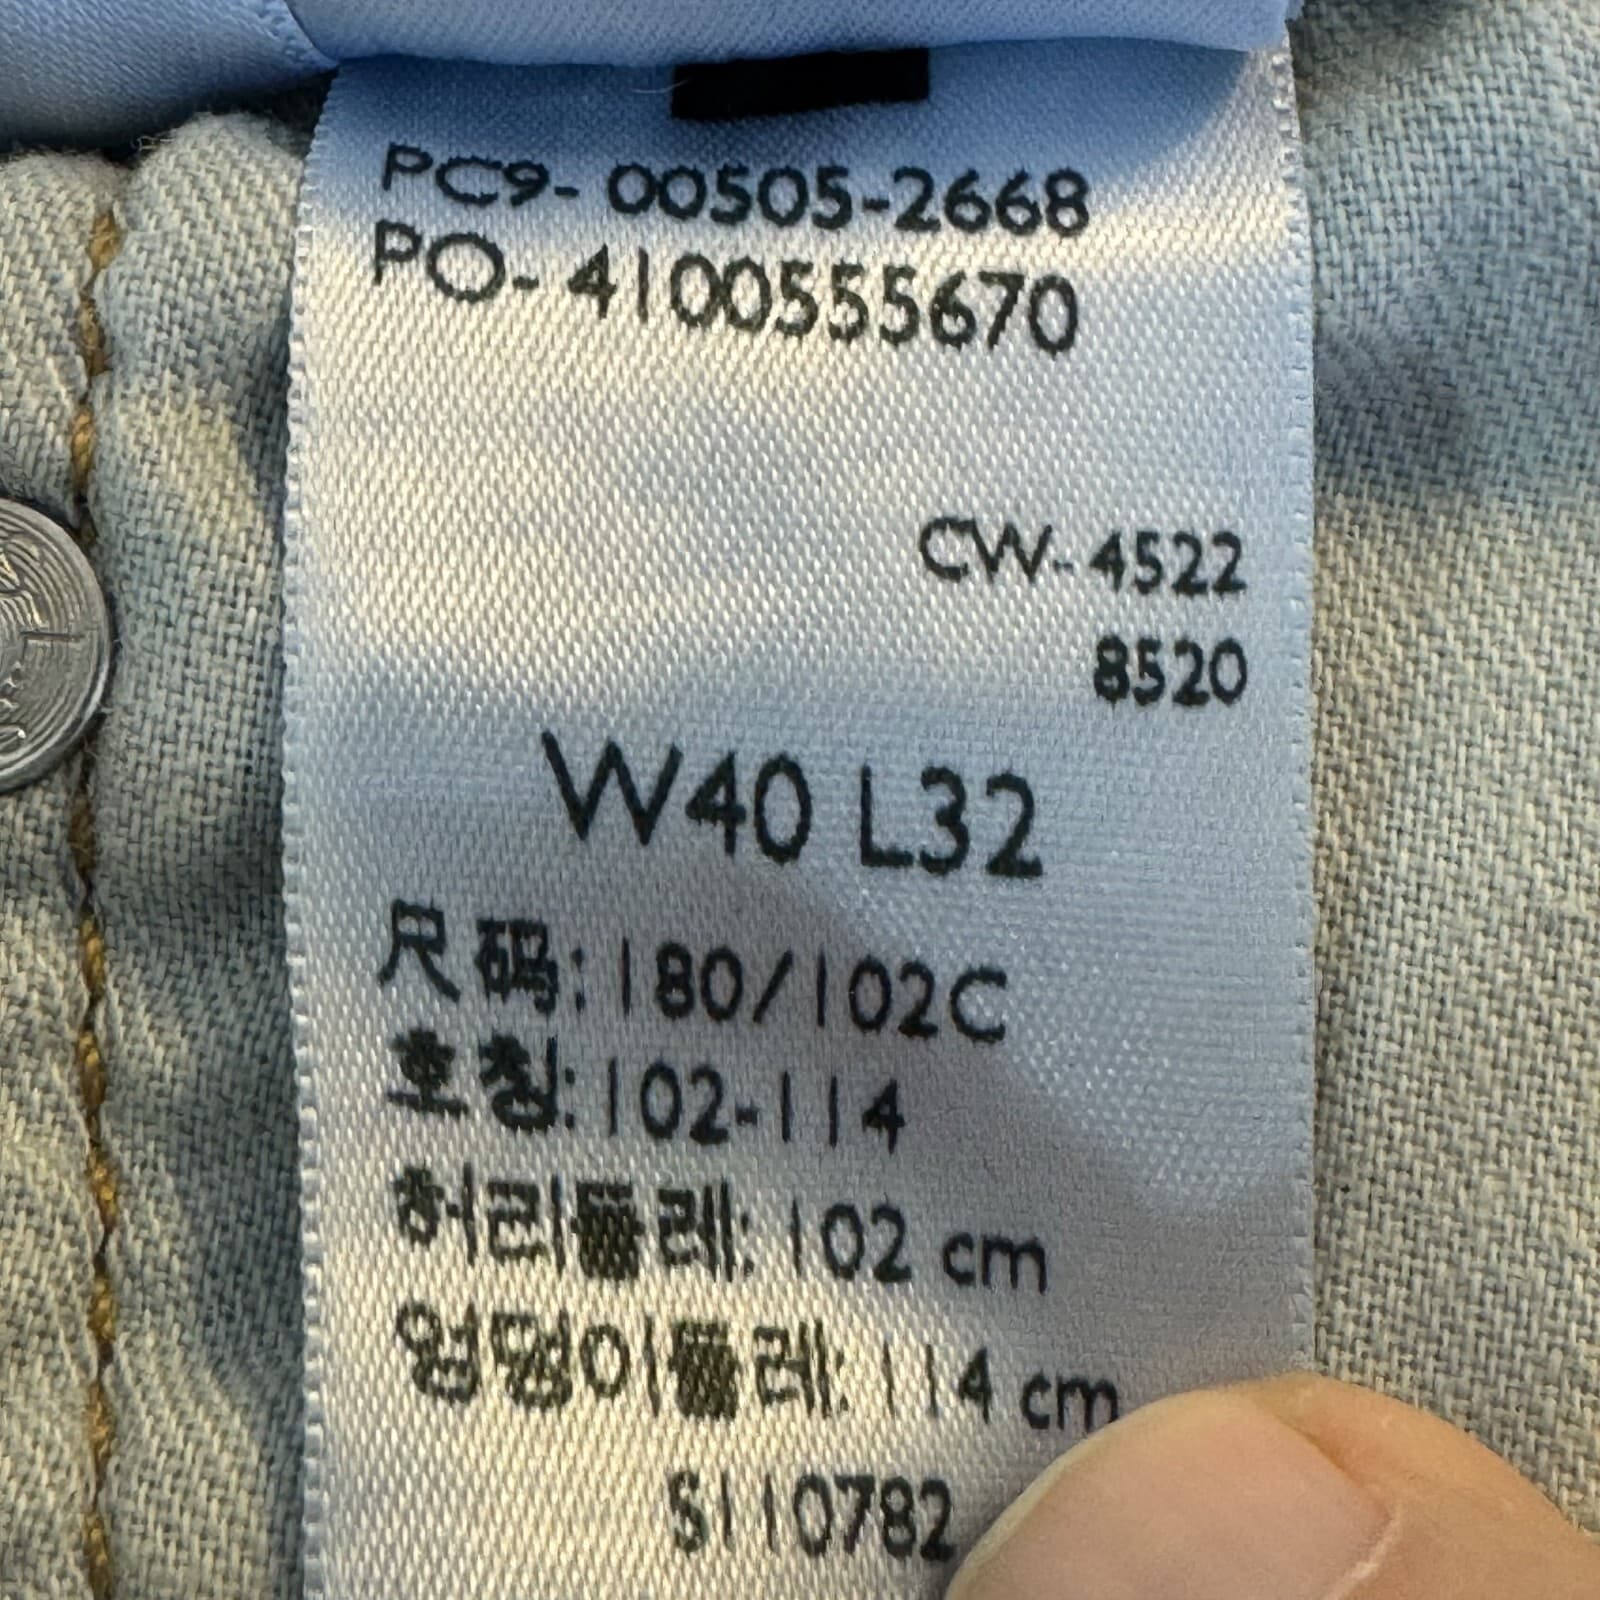 PC9- 00505-2668
PO- 4100555670
CW- 4522
8520
W40 L32
尺码: 180/102C
호칭: 102-114
허리둘레: 102 cm
엉덩이둘레: 114 cm
S110782